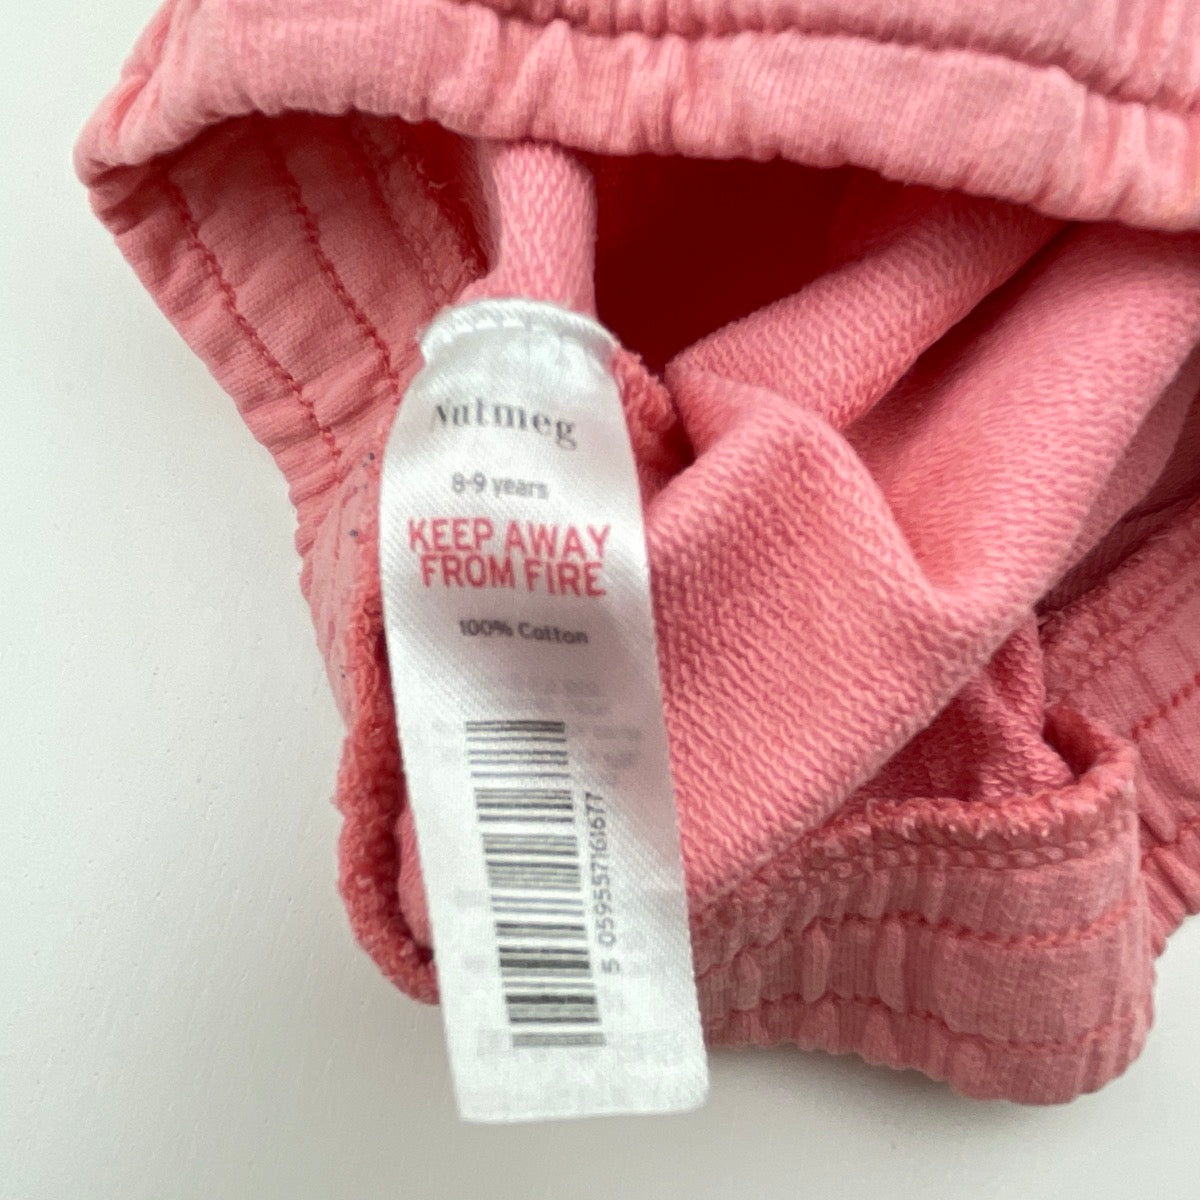 Nutmeg
8-9 years
KEEP AWAY
FROM FIRE
100% Cotton
5 059557161677